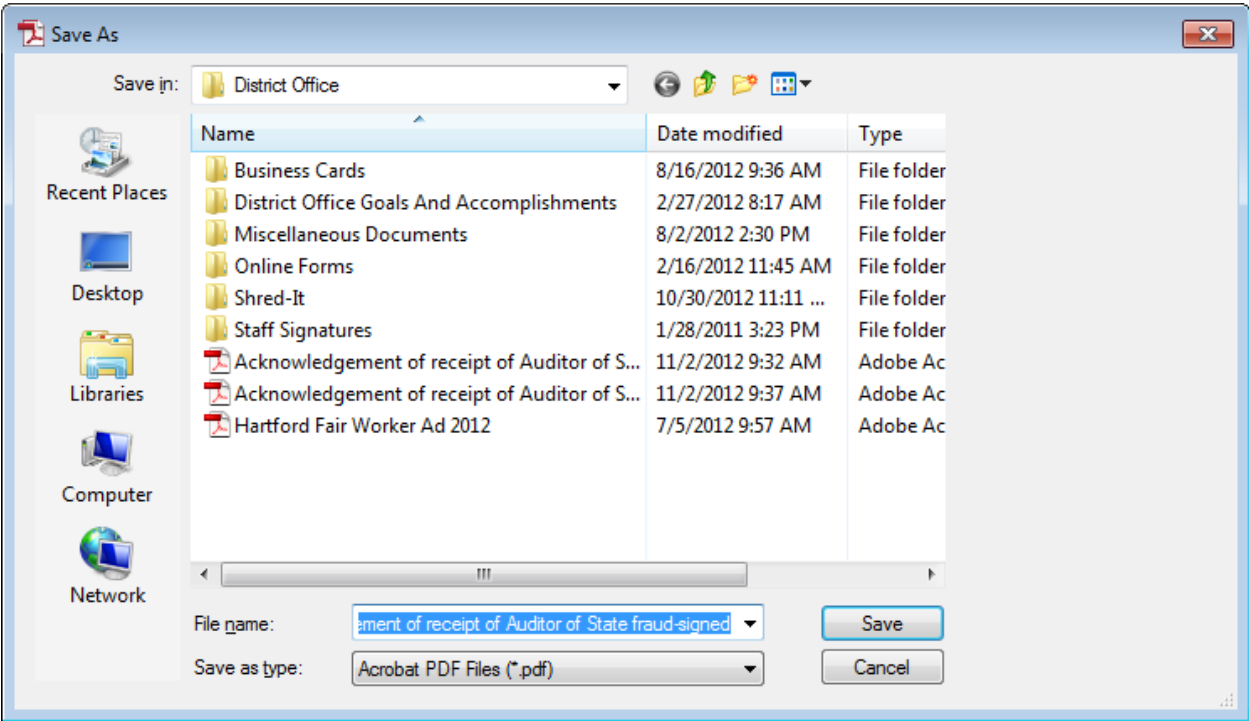 Save As
Save in: District Office
Name Date modified Type
Recent Places
Desktop
Libraries
Computer
Network
Business Cards 8/16/2012 9:36 AM File folder
District Office Goals And Accomplishments 2/27/2012 8:17 AM File folder
Miscellaneous Documents 8/2/2012 2:30 PM File folder
Online Forms 2/16/2012 11:45 AM File folder
Shred-It 10/30/2012 11:11 ... File folder
Staff Signatures 1/28/2011 3:23 PM File folder
Acknowledgement of receipt of Auditor of S... 11/2/2012 9:32 AM Adobe Ac
Acknowledgement of receipt of Auditor of S... 11/2/2012 9:37 AM Adobe Ac
Hartford Fair Worker Ad 2012 7/5/2012 9:57 AM Adobe Ac
File name: ement of receipt of Auditor of State fraud-signed Save
Save as type: Acrobat PDF Files (*.pdf) Cancel